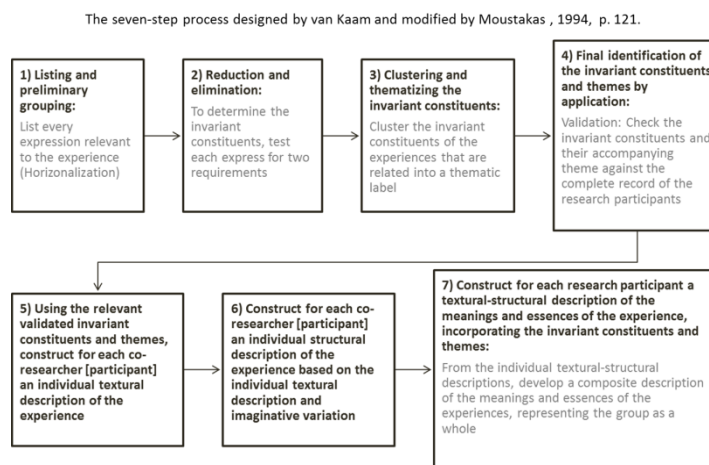 The seven-step process designed by van Kaam and modified by Moustakas , 1994, p. 121.
1) Listing and
preliminary
grouping:
List every
expression relevant
to the experience
(Horizonalization)
2) Reduction and
elimination:
To determine the
invariant
constituents, test
each express for two
requirements
3) Clustering and
thematizing the
invariant constituents:
Cluster the invariant
constituents of the
experiences that are
related into a thematic
label
4) Final identification of
the invariant constituents
and themes by
application:
Validation: Check the
invariant constituents and
their accompanying
theme against the
complete record of the
research participants
5) Using the relevant
validated invariant
constituents and themes,
construct for each co-
researcher [participant]
an individual textural
description of the
experience
6) Construct for each co-
researcher [participant]
an individual structural
description of the
experience based on the
individual textural
description and
imaginative variation
7) Construct for each research participant a
textural-structural description of the
meanings and essences of the experience,
incorporating the invariant constituents and
themes:
From the individual textural-structural
descriptions, develop a composite description
of the meanings and essences of the
experiences, representing the group as a
whole